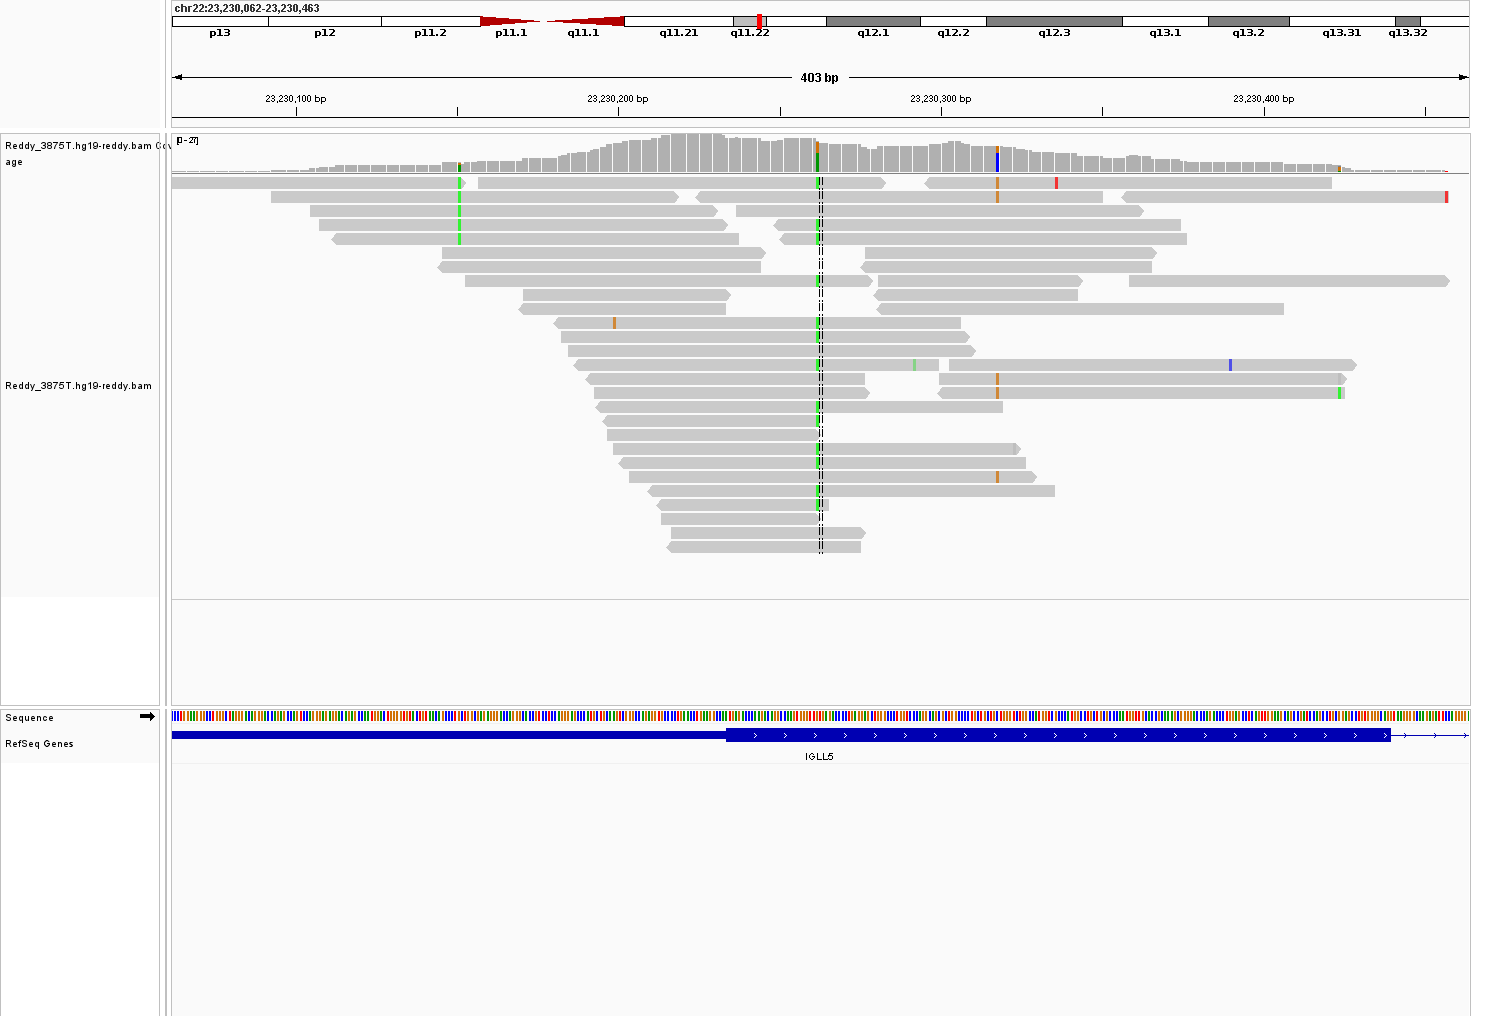 chr22:23,230,062-23,230,463
p13 p12 p11.2 p11.1 q11.1 q11.21 q11.22 q12.1 q12.2 q12.3 q13.1 q13.2 q13.31 q13.32
403 bp
23,230,100 bp 23,230,200 bp 23,230,300 bp 23,230,400 bp
[0 - 27]
Reddy_3875T.hg19-reddy.bam Cov
age
Reddy_3875T.hg19-reddy.bam
Sequence
RefSeq Genes
IGLL5